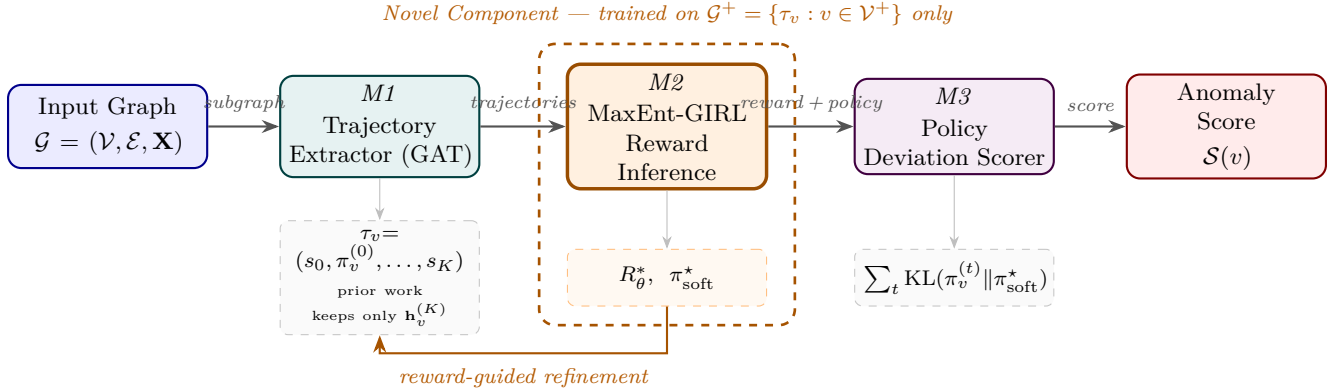 Novel Component — trained on 𝒢⁺ = {τ_v : v ∈ 𝒱⁺} only
Input Graph
𝒢 = (𝒱, ℰ, 𝐗)
subgraph
M1
Trajectory
Extractor (GAT)
trajectories
M2
MaxEnt-GIRL
Reward
Inference
reward + policy
M3
Policy
Deviation Scorer
score
Anomaly
Score
𝒮(v)
τ_v=
(s_0, π_v^{(0)}, …, s_K)
prior work
keeps only 𝐡_v^{(K)}
R_θ^*, π_soft^⋆
∑_t KL(π_v^{(t)}‖π_soft^⋆)
reward-guided refinement